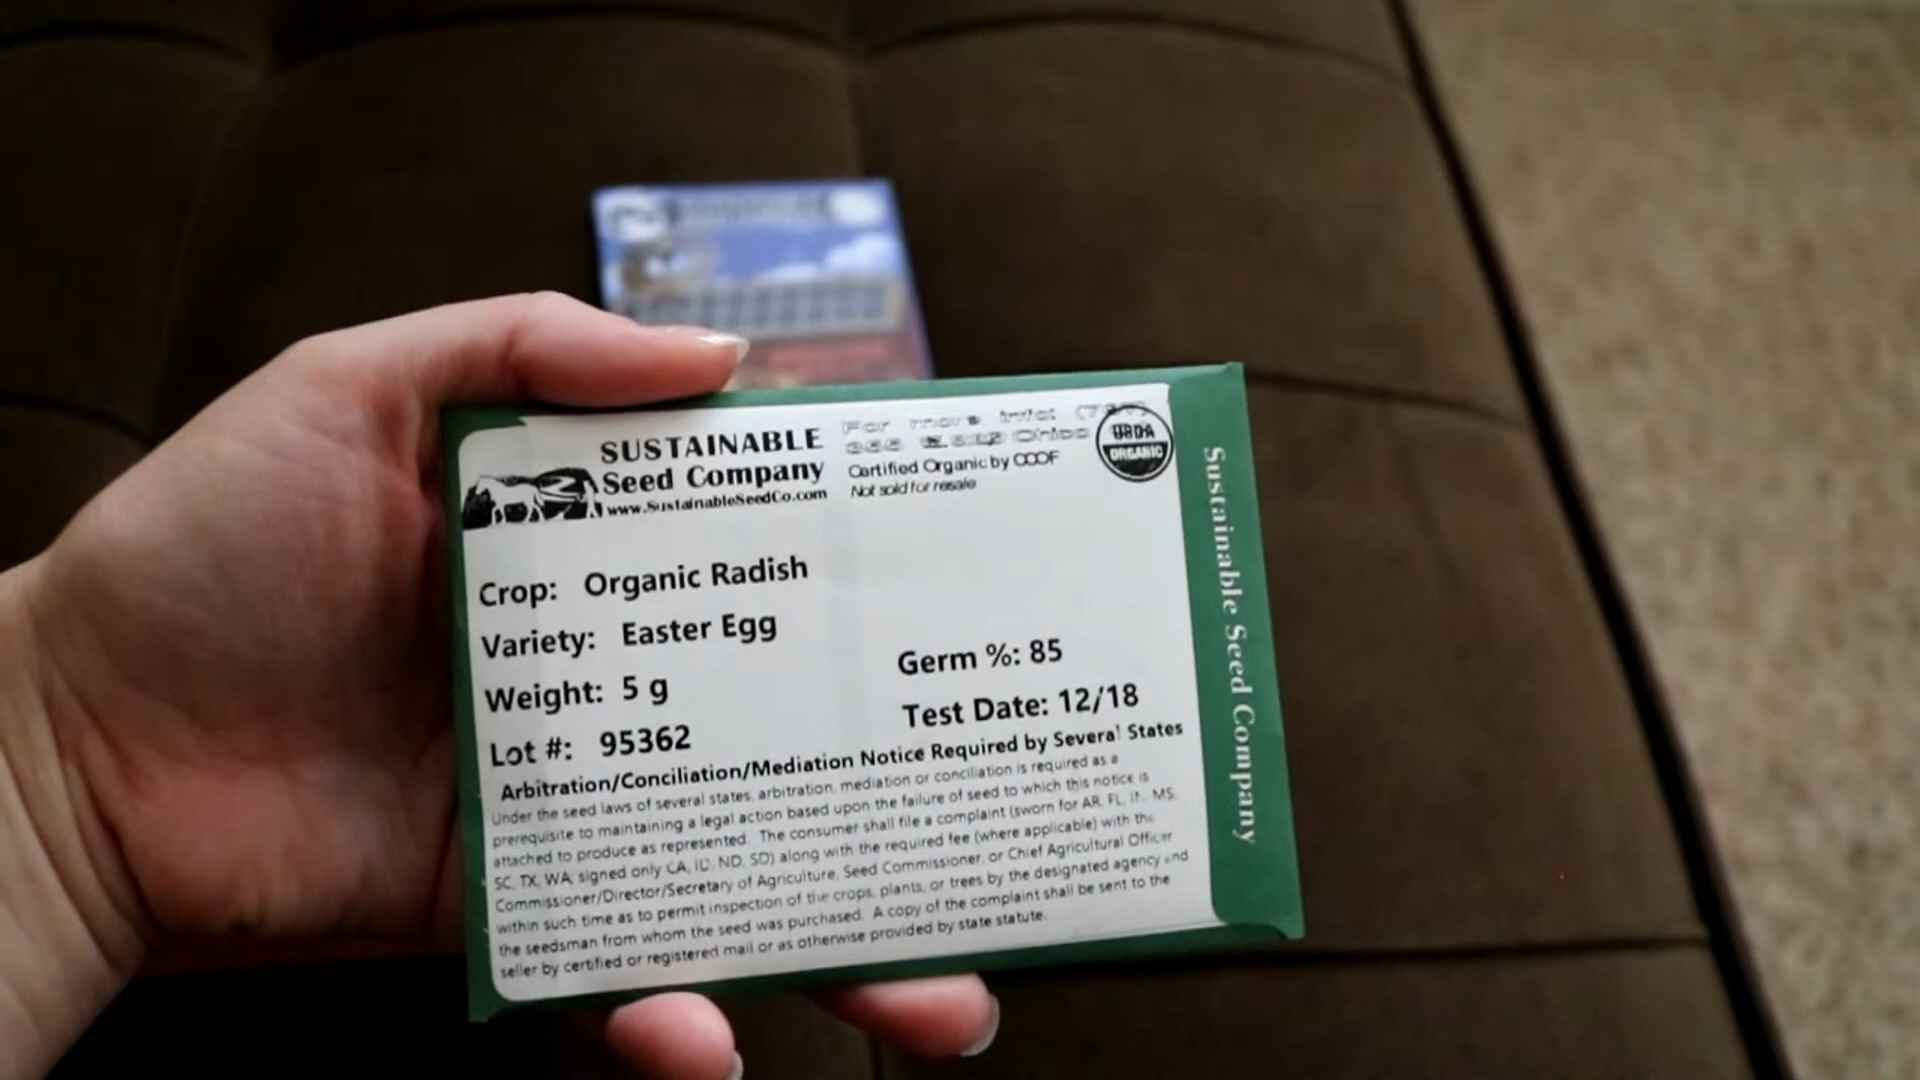 SUSTAINABLE
Seed Company
www.SustainableSeedCo.com
For more info:
Chico
Certified Organic by CCOF
Not sold for resale
USDA
ORGANIC
Crop: Organic Radish
Variety: Easter Egg
Weight: 5 g
Germ %: 85
Lot #: 95362
Test Date: 12/18
Arbitration/Conciliation/Mediation Notice Required by Several States
Under the seed laws of several states, arbitration, mediation or conciliation is required as a
prerequisite to maintaining a legal action based upon the failure of seed to which this notice is
attached to produce as represented. The consumer shall file a complaint (sworn for AR, FL, IN, MS,
SC, TX, WA, signed only CA, ID, ND, SD) along with the required fee (where applicable) with the
Commissioner/Director/Secretary of Agriculture, Seed Commissioner, or Chief Agricultural Officer
within such time as to permit inspection of the crops, plants, or trees by the designated agency and
the seedsman from whom the seed was purchased. A copy of the complaint shall be sent to the
seller by certified or registered mail or as otherwise provided by state statute.
Sustainable Seed Company